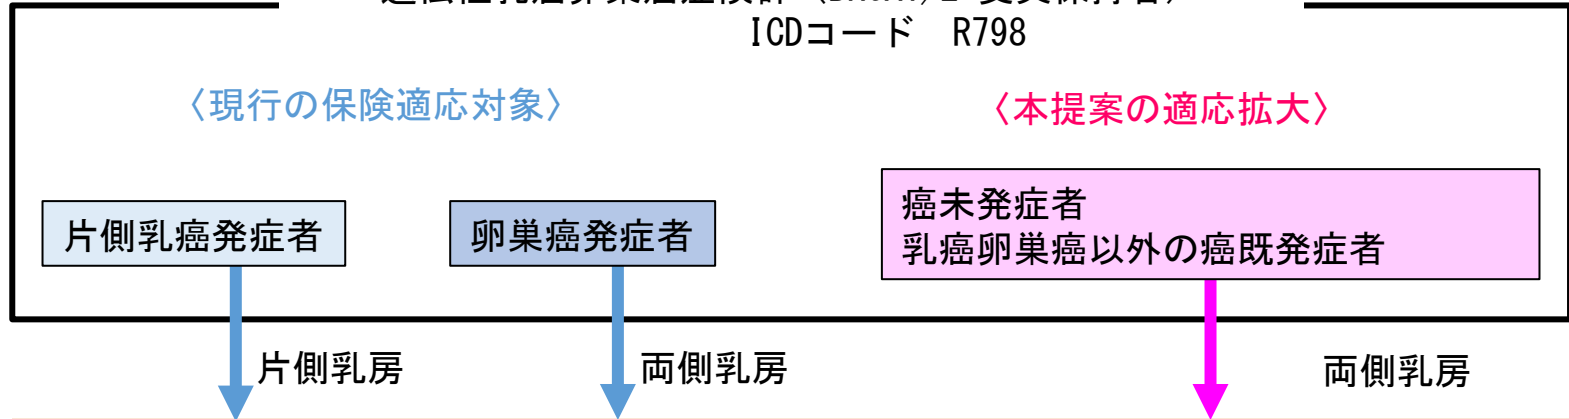 ICDコード　R798
〈現行の保険適応対象〉
〈本提案の適応拡大〉
片側乳癌発症者
卵巣癌発症者
癌未発症者
乳癌卵巣癌以外の癌既発症者
片側乳房
両側乳房
両側乳房